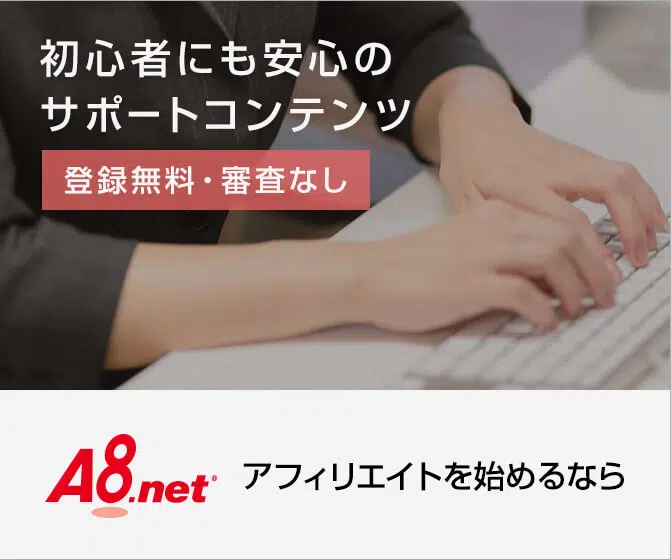 初心者にも安心の
サポートコンテンツ
登録無料・審査なし
A8.net®
アフィリエイトを始めるなら